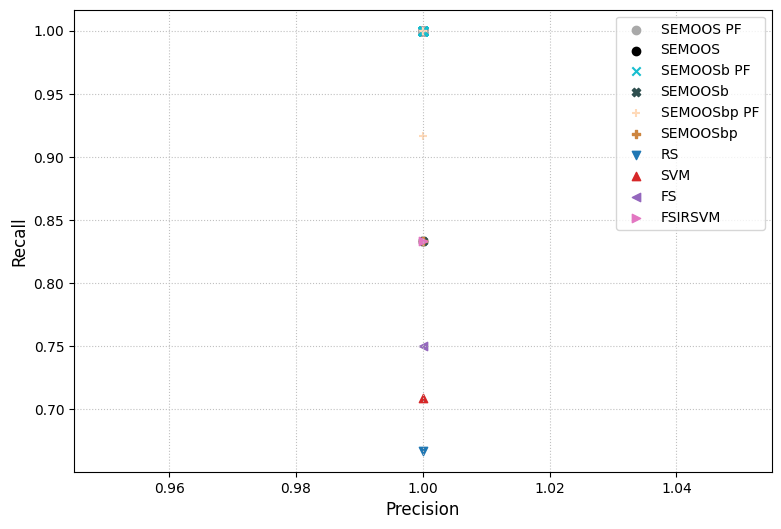 1.00
0.95
0.90
0.85
0.80
0.75
0.70
Recall
0.96
0.98
1.00
1.02
1.04
Precision
SEMOOS PF
SEMOOS
SEMOOSb PF
SEMOOSb
SEMOOSbp PF
SEMOOSbp
RS
SVM
FS
FSIRSVM